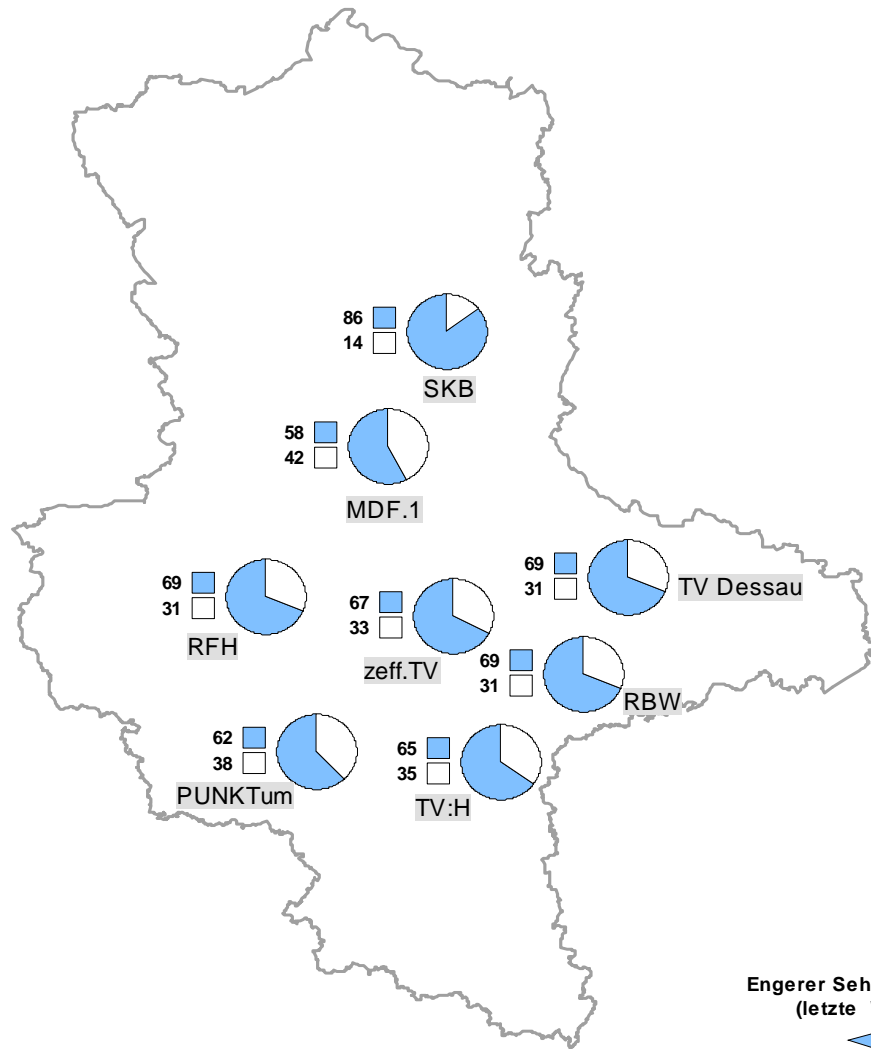 86
14
SKB
58
42
MDF.1
69
31
RFH
67
33
zeff.TV
69
31
TV Dessau
69
31
RBW
62
38
PUNKTum
65
35
TV:H
Engerer
(letzte